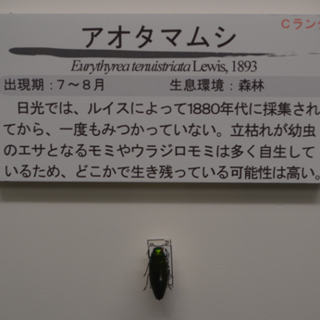 Cラン
アオタマムシ
Eurythyrea tenuistriata Lewis, 1893
出現期：7～8月　　　生息環境：森林
日光では、ルイスによって1880年代に採集され
てから、一度もみつかっていない。立枯れが幼虫
のエサとなるモミやウラジロモミは多く自生して
いるため、どこかで生き残っている可能性は高い。